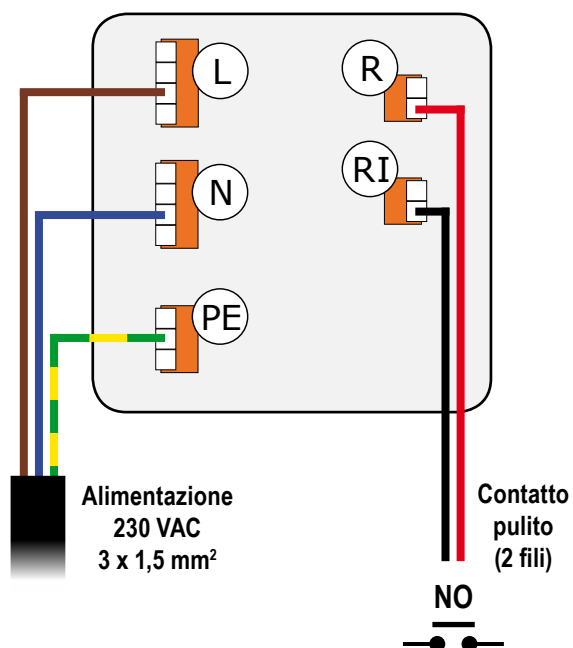 L
R
N
RI
PE
Alimentazione
230 VAC
3 x 1,5 mm²
Contatto
pulito
(2 fili)
NO